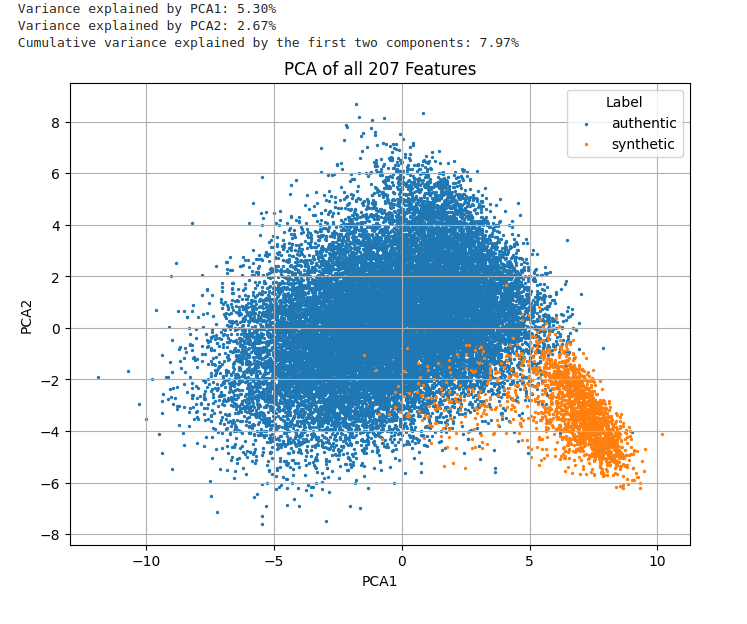 Variance explained by PCA1: 5.30%
Variance explained by PCA2: 2.67%
Cumulative variance explained by the first two components: 7.97%
PCA of all 207 Features
Label
authentic
synthetic
8
6
4
2
0
−2
−4
−6
−8
PCA2
−10
−5
0
5
10
PCA1